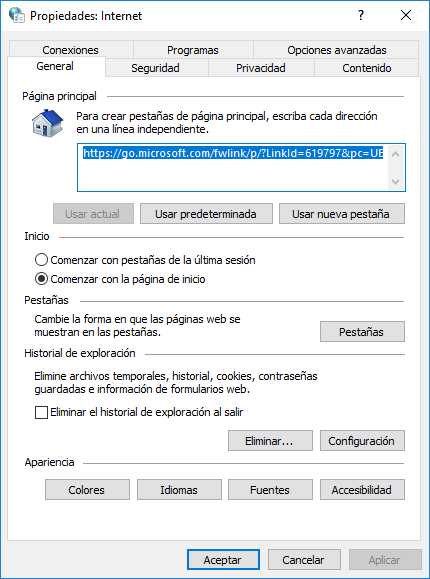 Propiedades: Internet
Conexiones Programas Opciones avanzadas
General Seguridad Privacidad Contenido
Página principal
Para crear pestañas de página principal, escriba cada dirección
en una línea independiente.
https://go.microsoft.com/fwlink/p/?LinkId=619797&pc=UE
Usar actual Usar predeterminada Usar nueva pestaña
Inicio
Comenzar con pestañas de la última sesión
Comenzar con la página de inicio
Pestañas
Cambie la forma en que las páginas web se
muestran en las pestañas.
Pestañas
Historial de exploración
Elimine archivos temporales, historial, cookies, contraseñas
guardadas e información de formularios web.
Eliminar el historial de exploración al salir
Eliminar... Configuración
Apariencia
Colores Idiomas Fuentes Accesibilidad
Aceptar Cancelar Aplicar